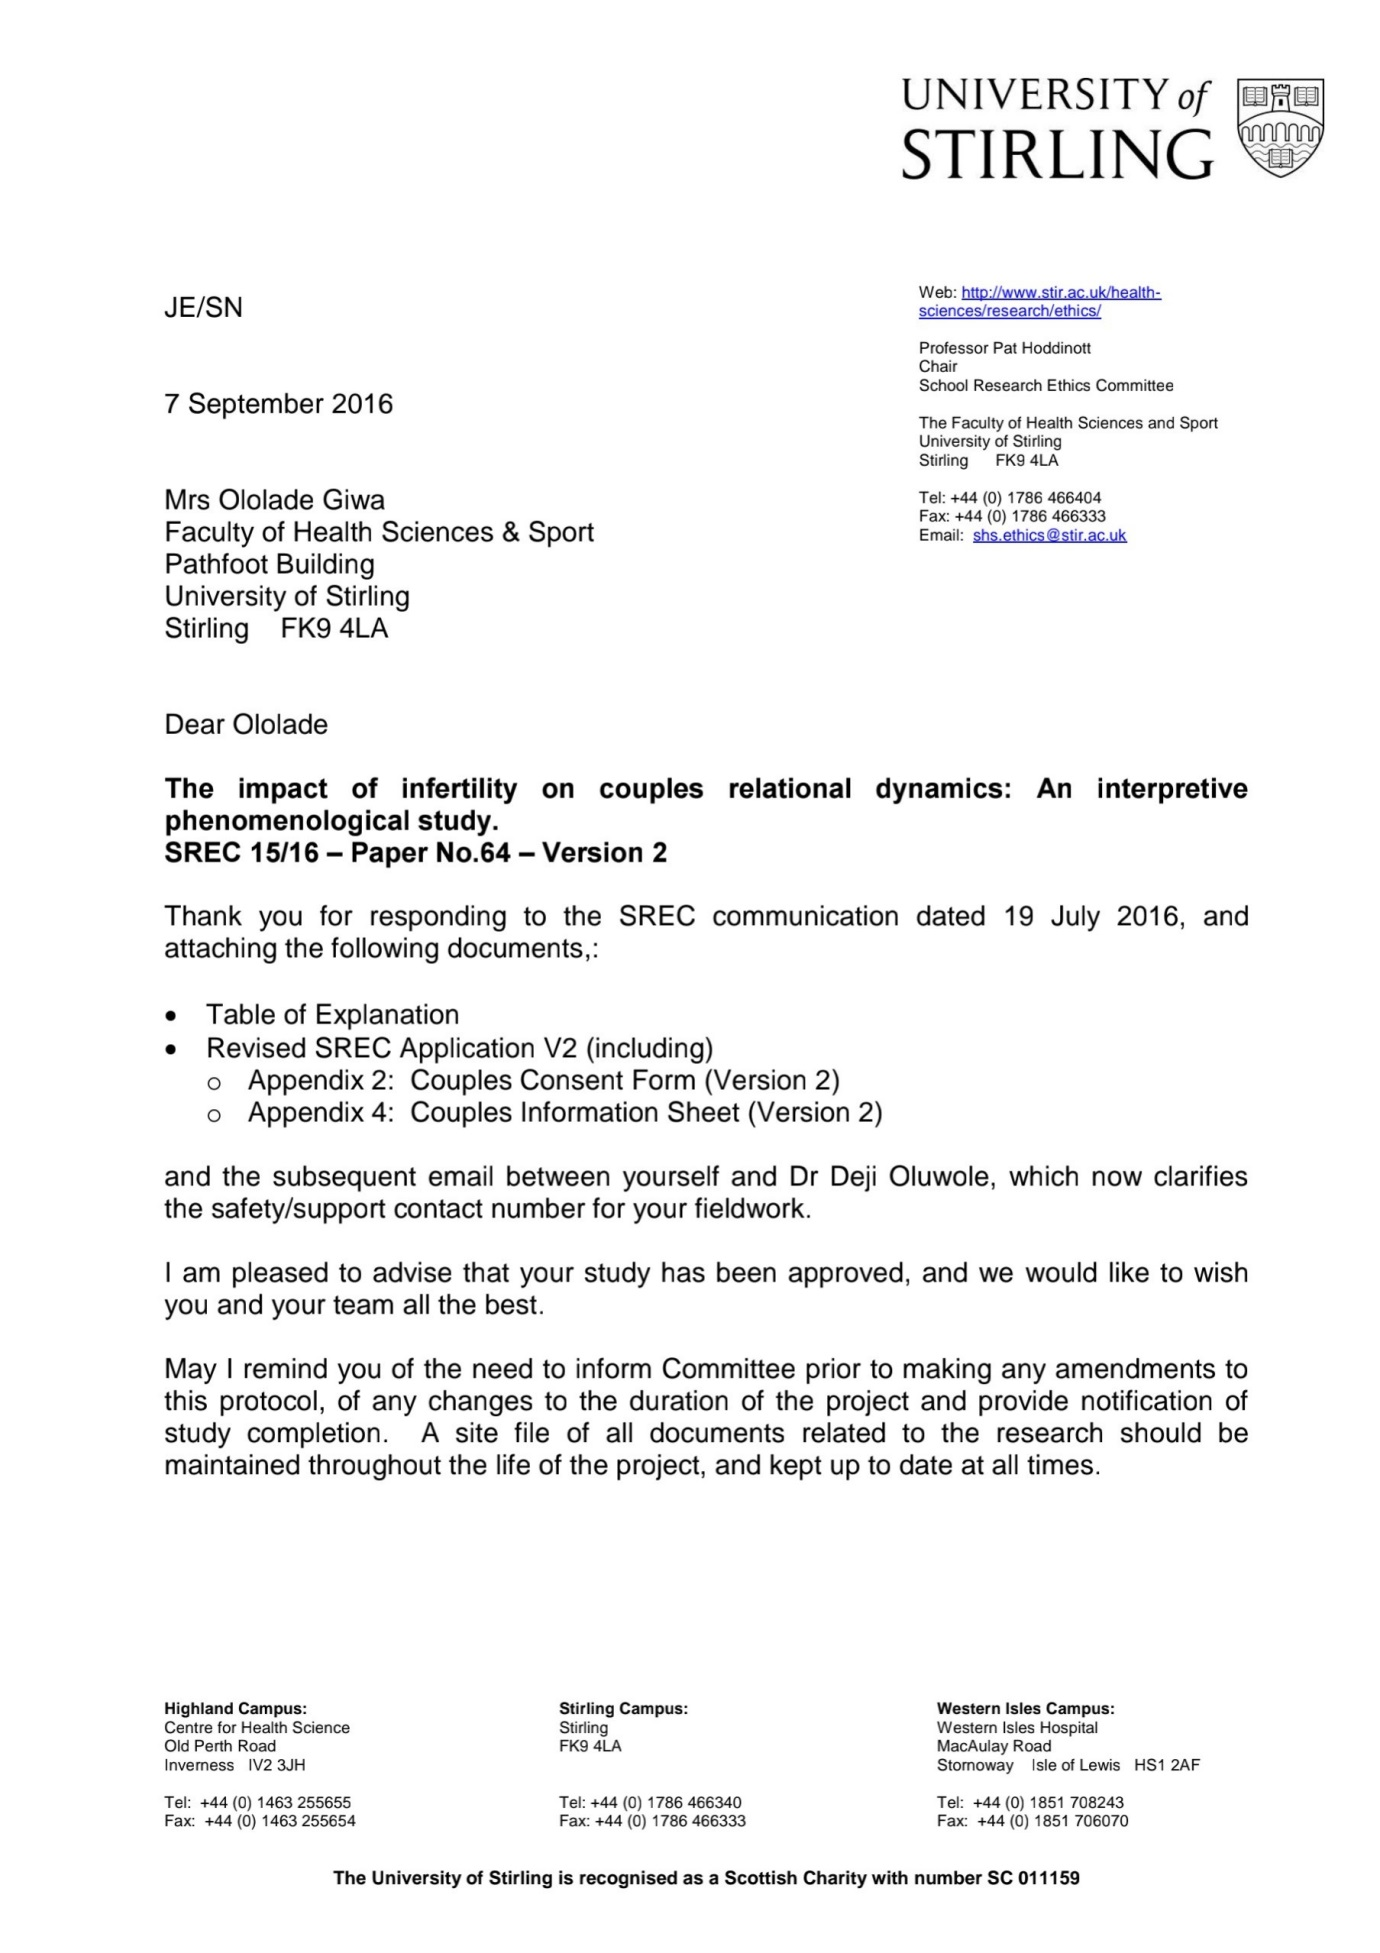 UNIVERSITY of
STIRLING
JE/SN
7 September 2016
Mrs Ololade Giwa
Faculty of Health Sciences & Sport
Pathfoot Building
University of Stirling
Stirling FK9 4LA
Web: http://www.stir.ac.uk/health-
sciences/research/ethics/
Professor Pat Hoddinott
Chair
School Research Ethics Committee
The Faculty of Health Sciences and Sport
University of Stirling
Stirling FK9 4LA
Tel: +44 (0) 1786 466404
Fax: +44 (0) 1786 466333
Email: shs.ethics@stir.ac.uk
Dear Ololade
The impact of infertility on couples relational dynamics: An interpretive
phenomenological study.
SREC 15/16 – Paper No.64 – Version 2
Thank you for responding to the SREC communication dated 19 July 2016, and
attaching the following documents,:
• Table of Explanation
• Revised SREC Application V2 (including)
o Appendix 2: Couples Consent Form (Version 2)
o Appendix 4: Couples Information Sheet (Version 2)
and the subsequent email between yourself and Dr Deji Oluwole, which now clarifies
the safety/support contact number for your fieldwork.
I am pleased to advise that your study has been approved, and we would like to wish
you and your team all the best.
May I remind you of the need to inform Committee prior to making any amendments to
this protocol, of any changes to the duration of the project and provide notification of
study completion. A site file of all documents related to the research should be
maintained throughout the life of the project, and kept up to date at all times.
Highland Campus:
Centre for Health Science
Old Perth Road
Inverness IV2 3JH
Tel: +44 (0) 1463 255655
Fax: +44 (0) 1463 255654
Stirling Campus:
Stirling
FK9 4LA
Tel: +44 (0) 1786 466340
Fax: +44 (0) 1786 466333
Western Isles Campus:
Western Isles Hospital
MacAulay Road
Stornoway Isle of Lewis HS1 2AF
Tel: +44 (0) 1851 708243
Fax: +44 (0) 1851 706070
The University of Stirling is recognised as a Scottish Charity with number SC 011159